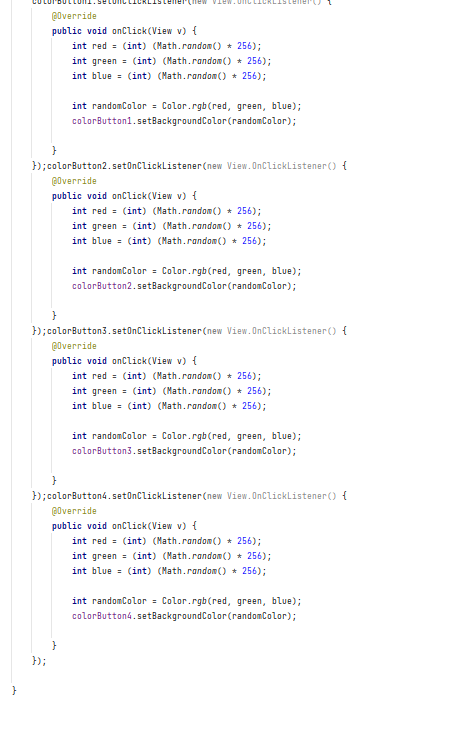 colorButton1.setOnClickListener(new View.OnClickListener() {
@Override
public void onClick(View v) {
int red = (int) (Math.random() * 256);
int green = (int) (Math.random() * 256);
int blue = (int) (Math.random() * 256);
int randomColor = Color.rgb(red, green, blue);
colorButton1.setBackgroundColor(randomColor);
}
});colorButton2.setOnClickListener(new View.OnClickListener() {
@Override
public void onClick(View v) {
int red = (int) (Math.random() * 256);
int green = (int) (Math.random() * 256);
int blue = (int) (Math.random() * 256);
int randomColor = Color.rgb(red, green, blue);
colorButton2.setBackgroundColor(randomColor);
}
});colorButton3.setOnClickListener(new View.OnClickListener() {
@Override
public void onClick(View v) {
int red = (int) (Math.random() * 256);
int green = (int) (Math.random() * 256);
int blue = (int) (Math.random() * 256);
int randomColor = Color.rgb(red, green, blue);
colorButton3.setBackgroundColor(randomColor);
}
});colorButton4.setOnClickListener(new View.OnClickListener() {
@Override
public void onClick(View v) {
int red = (int) (Math.random() * 256);
int green = (int) (Math.random() * 256);
int blue = (int) (Math.random() * 256);
int randomColor = Color.rgb(red, green, blue);
colorButton4.setBackgroundColor(randomColor);
}
});
}